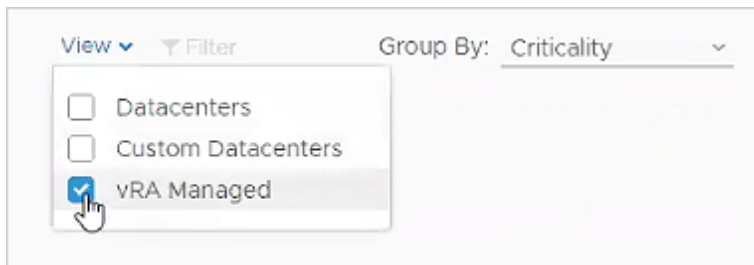 View Filter Group By: Criticality
Datacenters
Custom Datacenters
vRA Managed